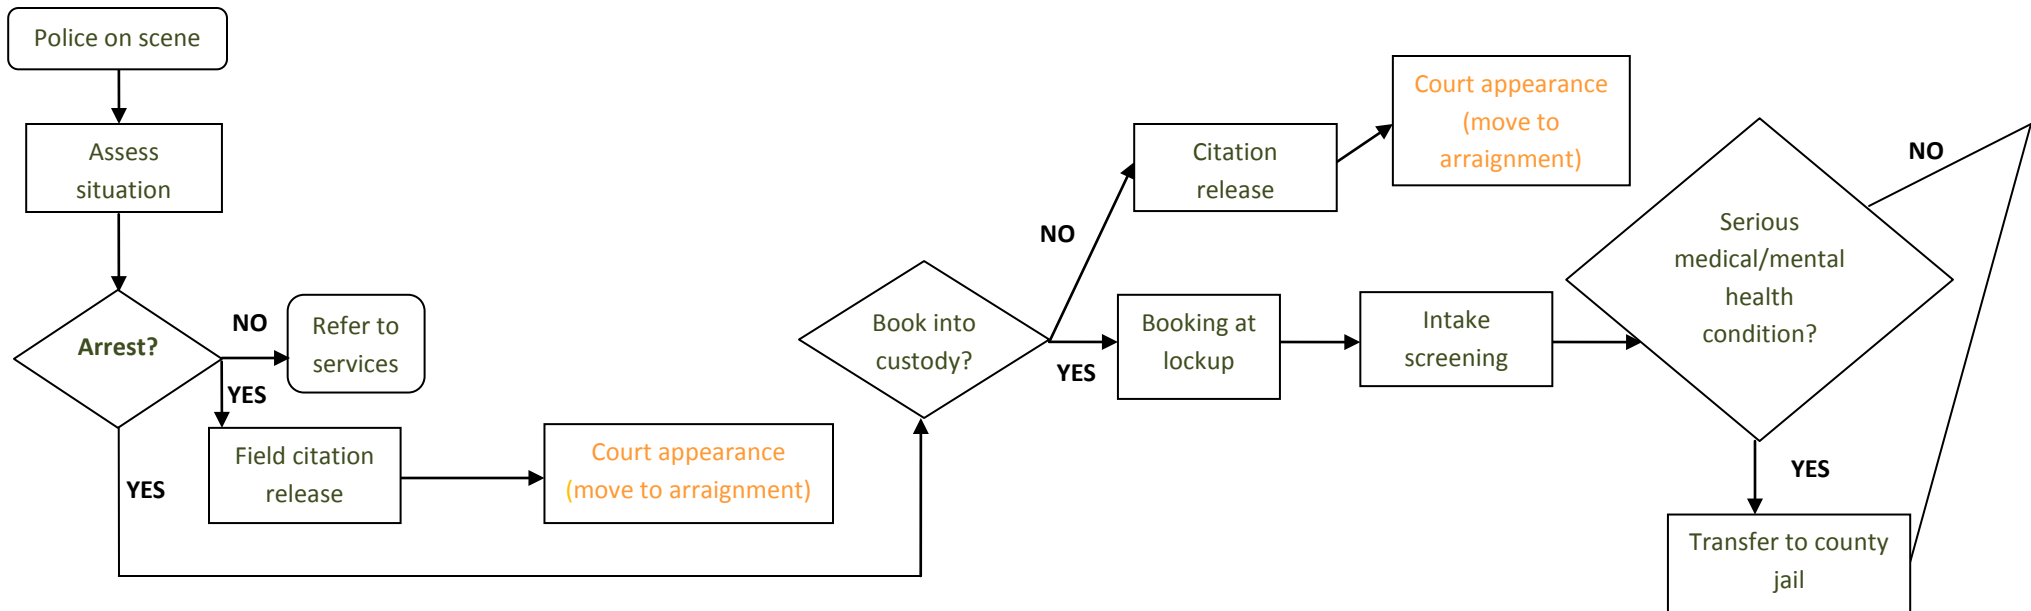 Police on scene
Assess
situation
Arrest?
NO
Refer to
services
YES
Field citation
release
Court appearance
(move to arraignment)
YES
Book into
custody?
NO
Citation
release
Court appearance
(move to
arraignment)
YES
Booking at
lockup
Intake
screening
Serious
medical/mental
health
condition?
NO
YES
Transfer to county
jail